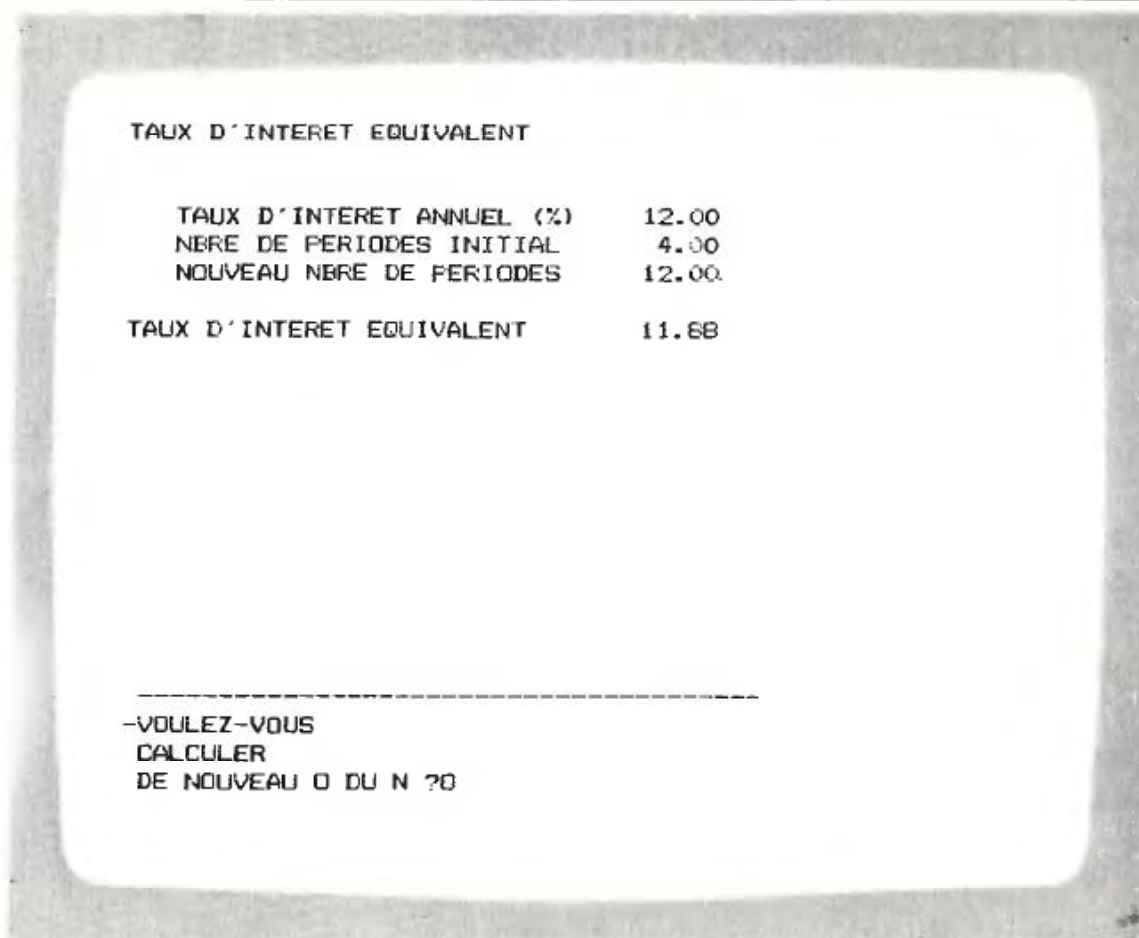 TAUX D'INTERET EQUIVALENT
TAUX D'INTERET ANNUEL (%) 12.00
NBRE DE PERIODES INITIAL 4.00
NOUVEAU NBRE DE PERIODES 12.00
TAUX D'INTERET EQUIVALENT 11.88
-VOULEZ-VOUS
CALCULER
DE NOUVEAU O OU N ?O